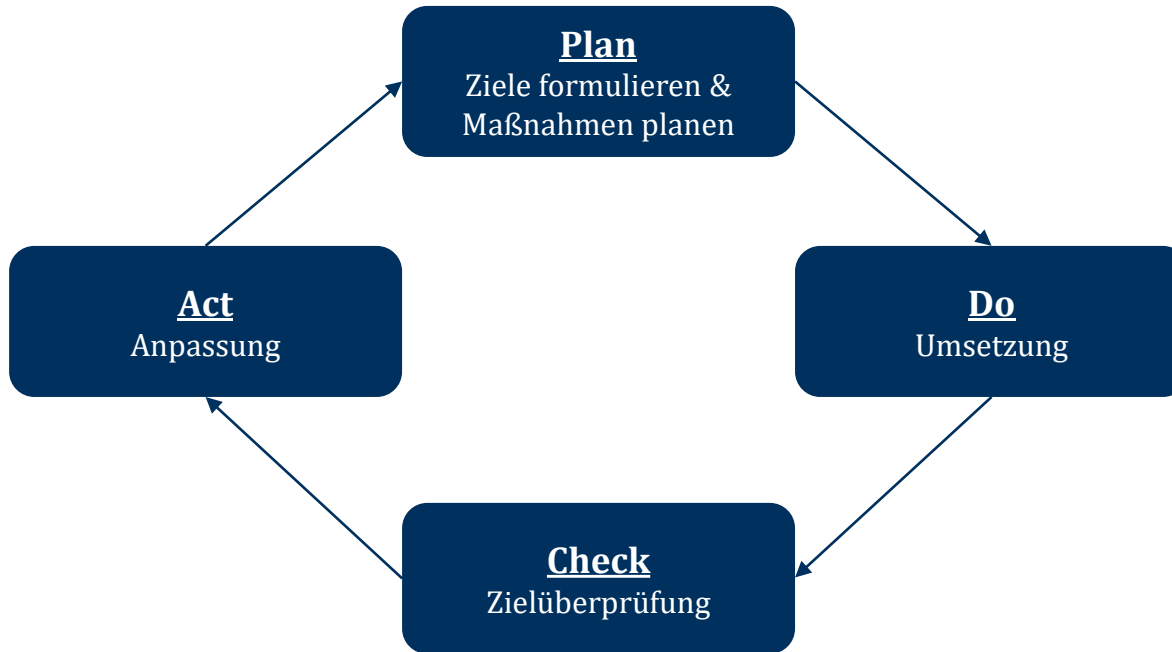 Plan
Ziele formulieren &
Maßnahmen planen
Act
Anpassung
Do
Umsetzung
Check
Zielüberprüfung